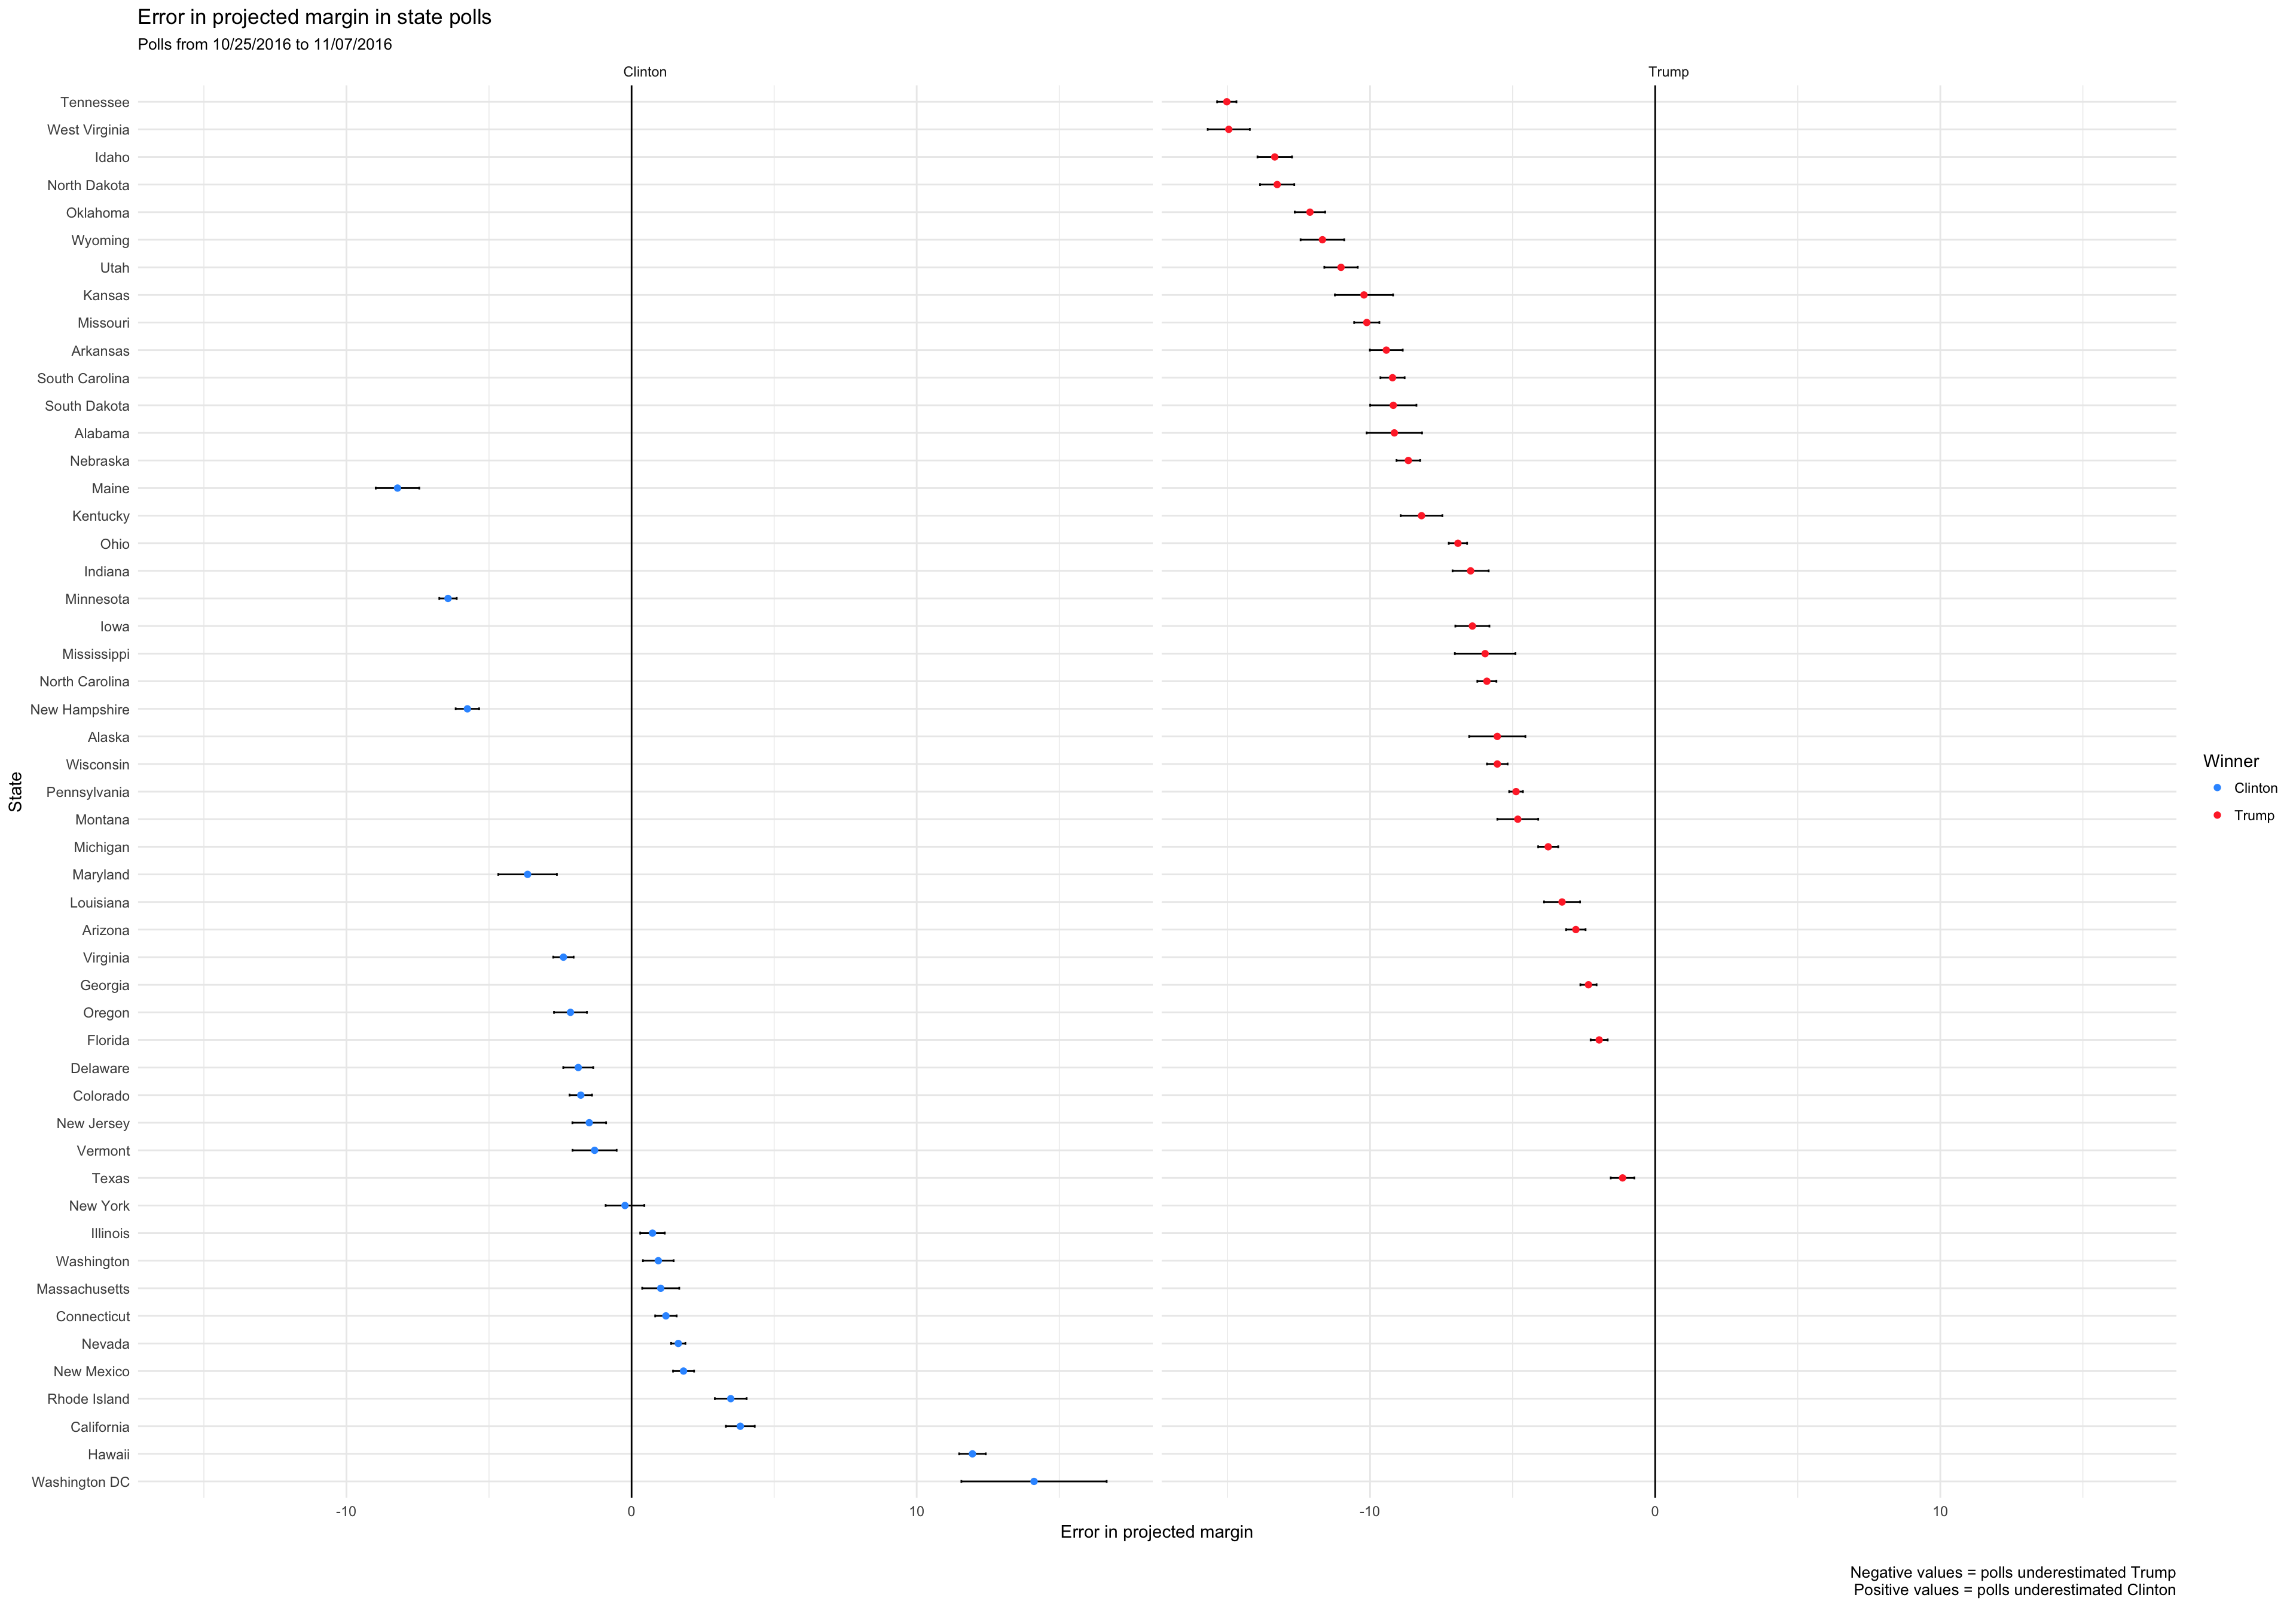 Error in projected margin in state polls
Polls from 10/25/2016 to 11/07/2016
Clinton
Trump
Tennessee
West Virginia
Idaho
North Dakota
Oklahoma
Wyoming
Utah
Kansas
Missouri
Arkansas
South Carolina
South Dakota
Alabama
Nebraska
Maine
Kentucky
Ohio
Indiana
Minnesota
Iowa
Mississippi
North Carolina
New Hampshire
Alaska
Wisconsin
Pennsylvania
Montana
Michigan
Maryland
Louisiana
Arizona
Virginia
Georgia
Oregon
Florida
Delaware
Colorado
New Jersey
Vermont
Texas
New York
Illinois
Washington
Massachusetts
Connecticut
Nevada
New Mexico
Rhode Island
California
Hawaii
Washington DC
State
-10 0 10 -10 0 10
Error in projected margin
Winner
Clinton
Trump
Negative values = polls underestimated Trump
Positive values = polls underestimated Clinton